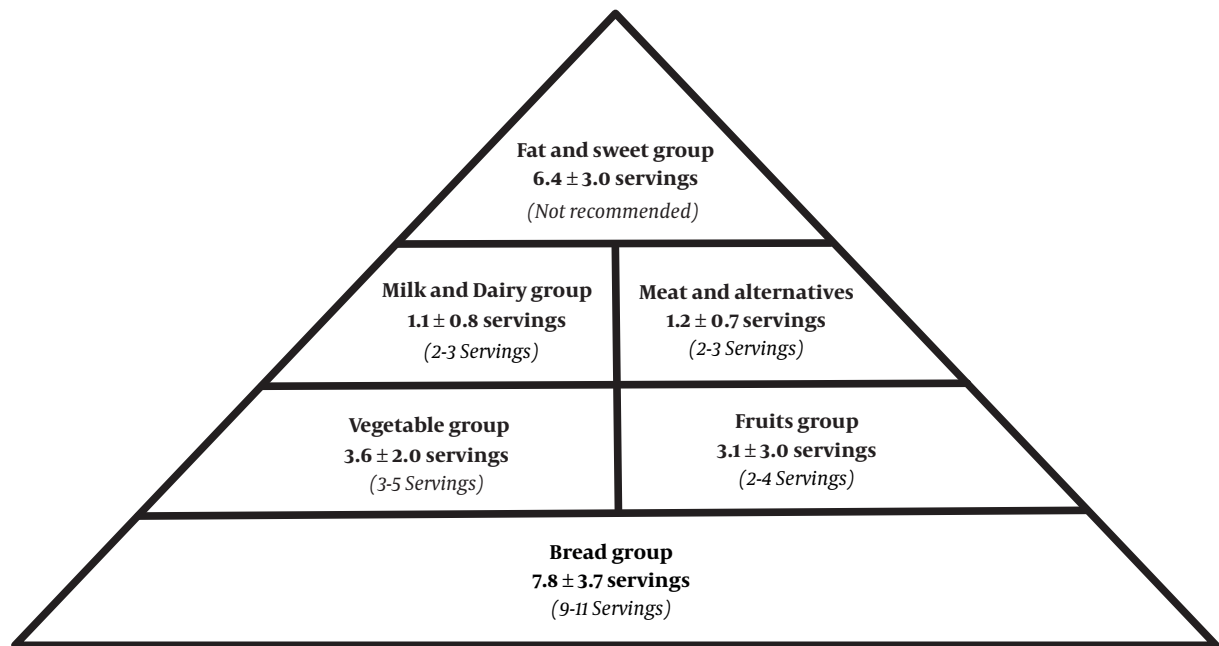 Fat and sweet group
6.4 ± 3.0 servings
(Not recommended)
Milk and Dairy group
1.1 ± 0.8 servings
(2-3 Servings)
Meat and alternatives
1.2 ± 0.7 servings
(2-3 Servings)
Vegetable group
3.6 ± 2.0 servings
(3-5 Servings)
Fruits group
3.1 ± 3.0 servings
(2-4 Servings)
Bread group
7.8 ± 3.7 servings
(9-11 Servings)